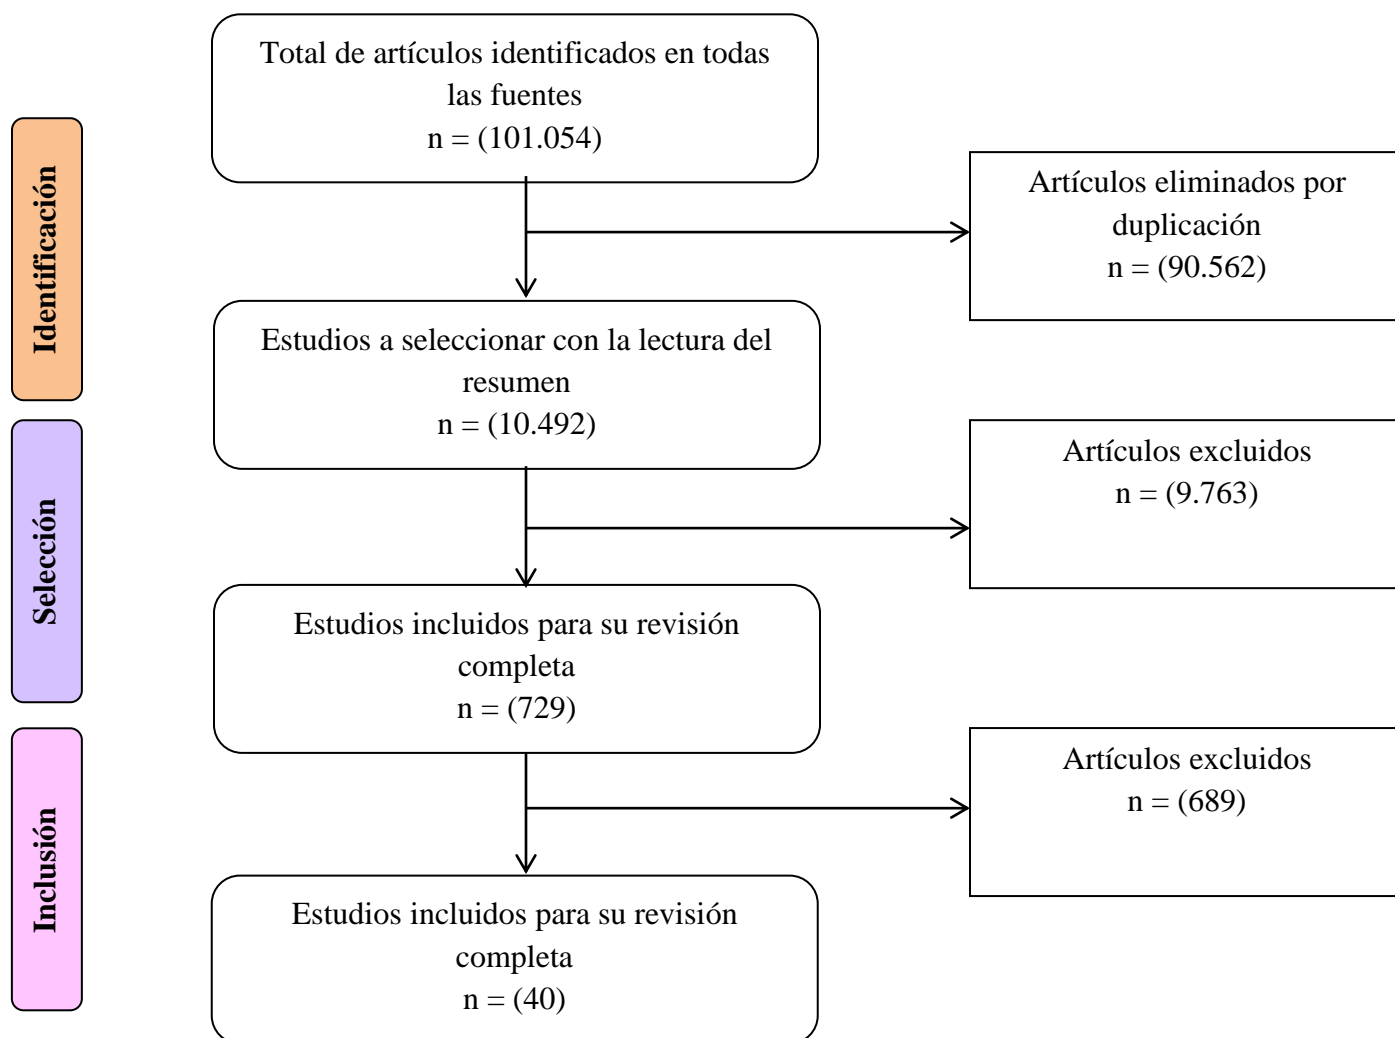 Total de artículos identificados en todas
las fuentes
n = (101.054)
Identificación
Artículos eliminados por
duplicación
n = (90.562)
Estudios a seleccionar con la lectura del
resumen
n = (10.492)
Selección
Artículos excluidos
n = (9.763)
Estudios incluidos para su revisión
completa
n = (729)
Inclusión
Artículos excluidos
n = (689)
Estudios incluidos para su revisión
completa
n = (40)